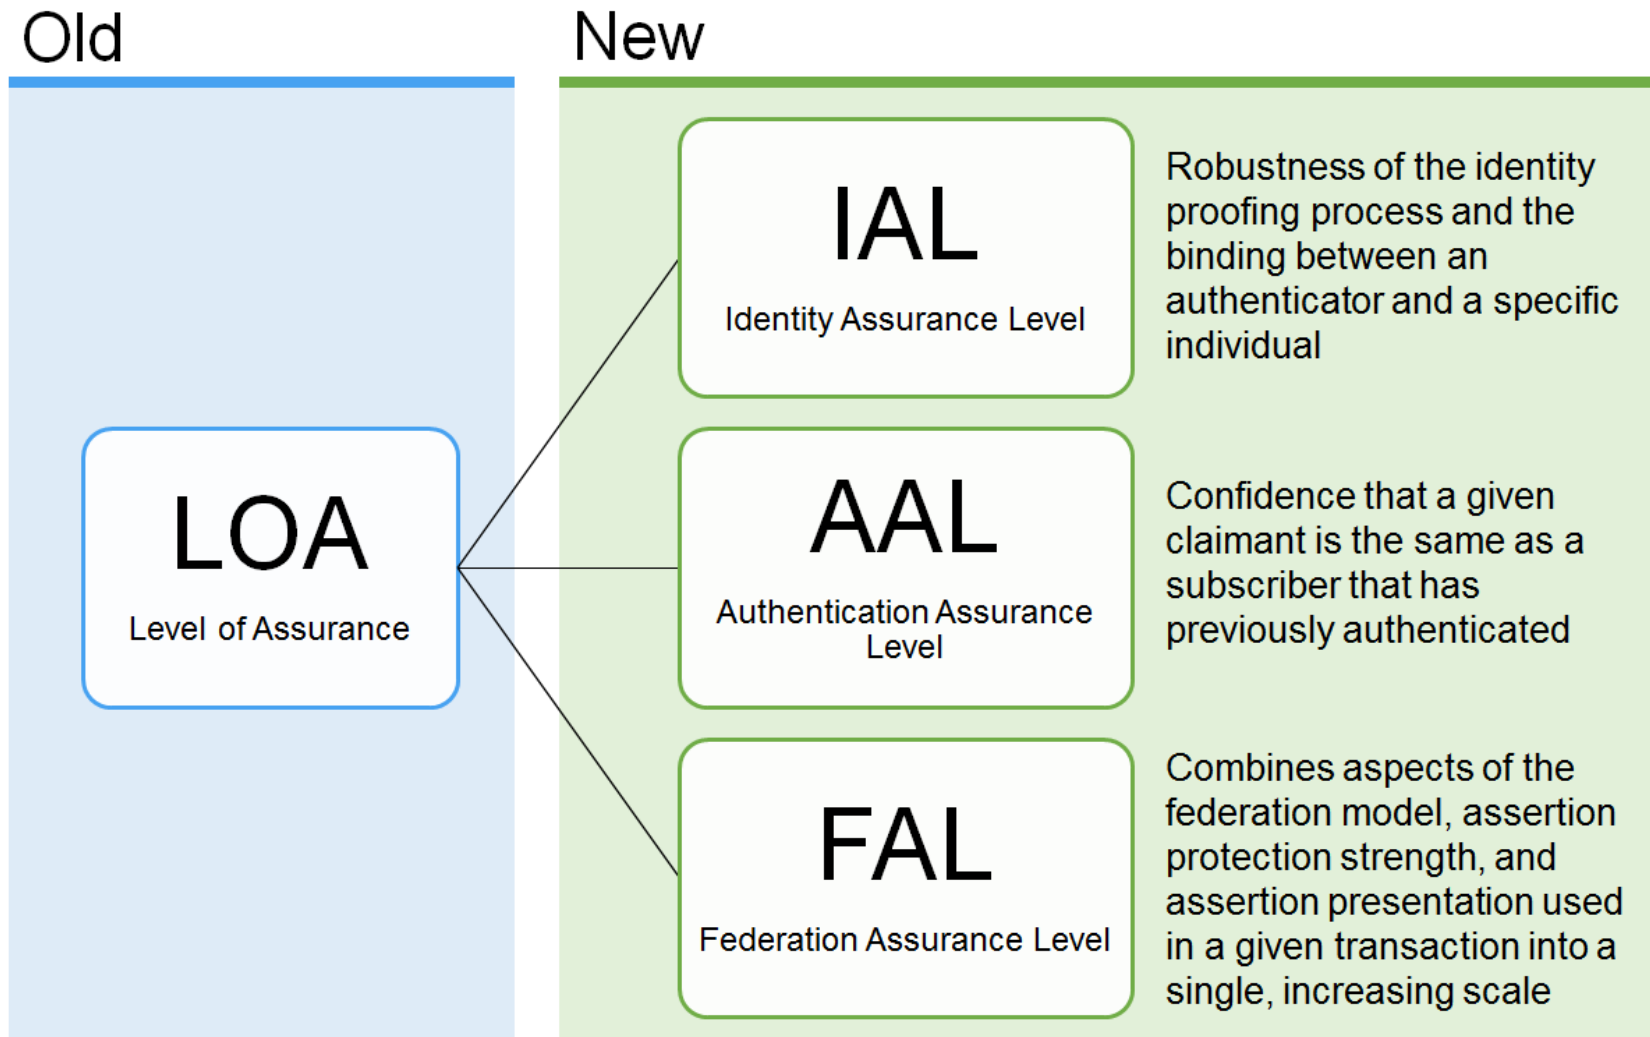 Old
New
LOA
Level of Assurance
IAL
Identity Assurance Level
Robustness of the identity
proofing process and the
binding between an
authenticator and a specific
individual
AAL
Authentication Assurance
Level
Confidence that a given
claimant is the same as a
subscriber that has
previously authenticated
FAL
Federation Assurance Level
Combines aspects of the
federation model, assertion
protection strength, and
assertion presentation used
in a given transaction into a
single, increasing scale